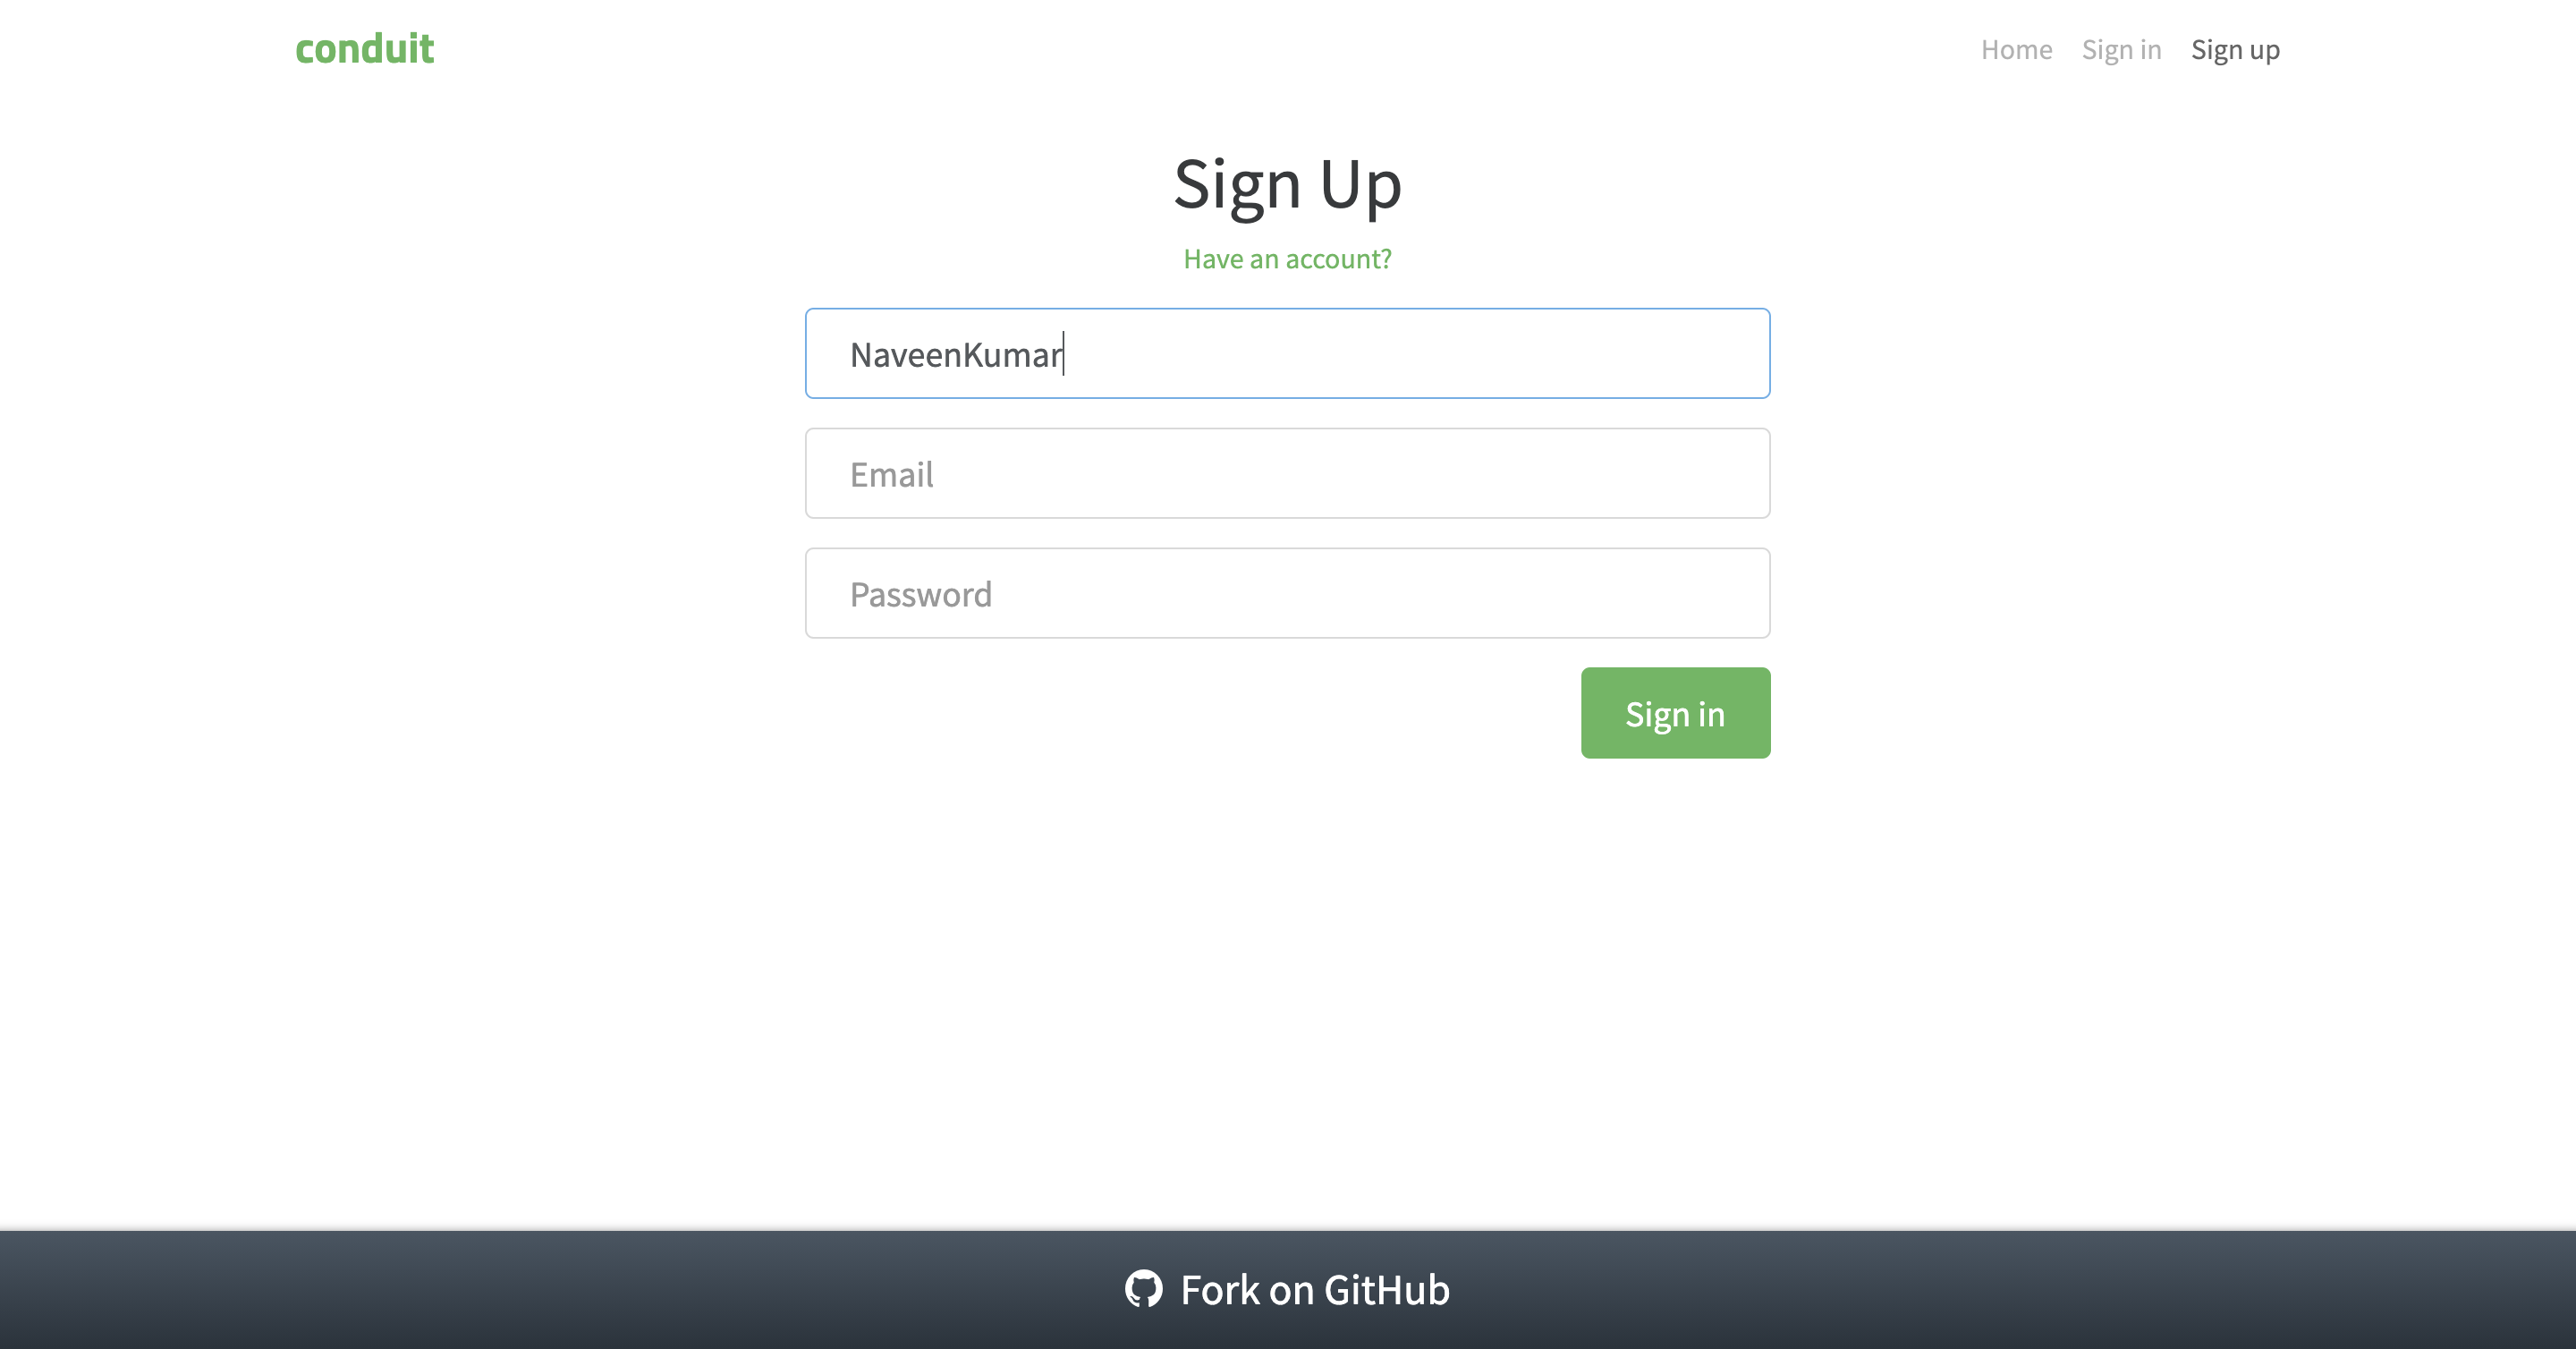 conduit
Home Sign in Sign up
Sign Up
Have an account?
NaveenKumar
Email
Password
Sign in
Fork on GitHub